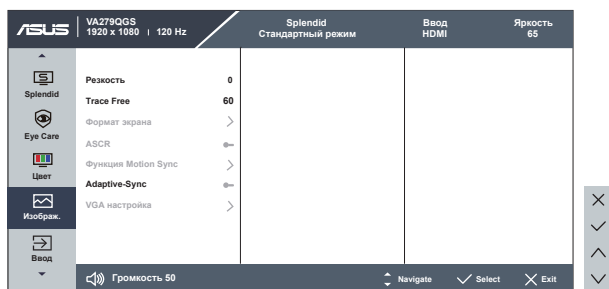 ASUS
VA279QGS
1920 x 1080 | 120 Hz
Splendid
Стандартный режим
Ввод
HDMI
Яркость
65
Splendid
Eye Care
Цвет
Изображ.
Ввод
Резкость 0
Trace Free 60
Формат экрана
ASCR
Функция Motion Sync
Adaptive-Sync
VGA настройка
Громкость 50
Navigate
Select
Exit